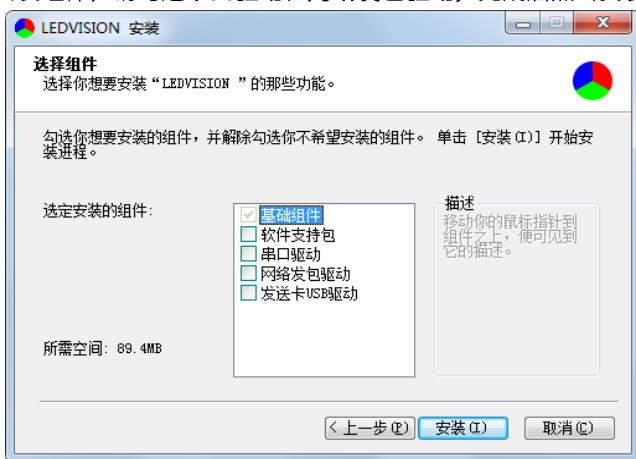 LEDVISION 安装
选择组件
选择你想要安装“LEDVISION ”的那些功能。
勾选你想要安装的组件，并解除勾选你不希望安装的组件。 单击 [安装(I)] 开始安
装进程。
选定安装的组件:
基础组件
软件支持包
串口驱动
网络发包驱动
发送卡USB驱动
描述
移动你的鼠标指针到
组件之上，便可见到
它的描述。
所需空间: 89.4MB
< 上一步(P)
安装(I)
取消(C)